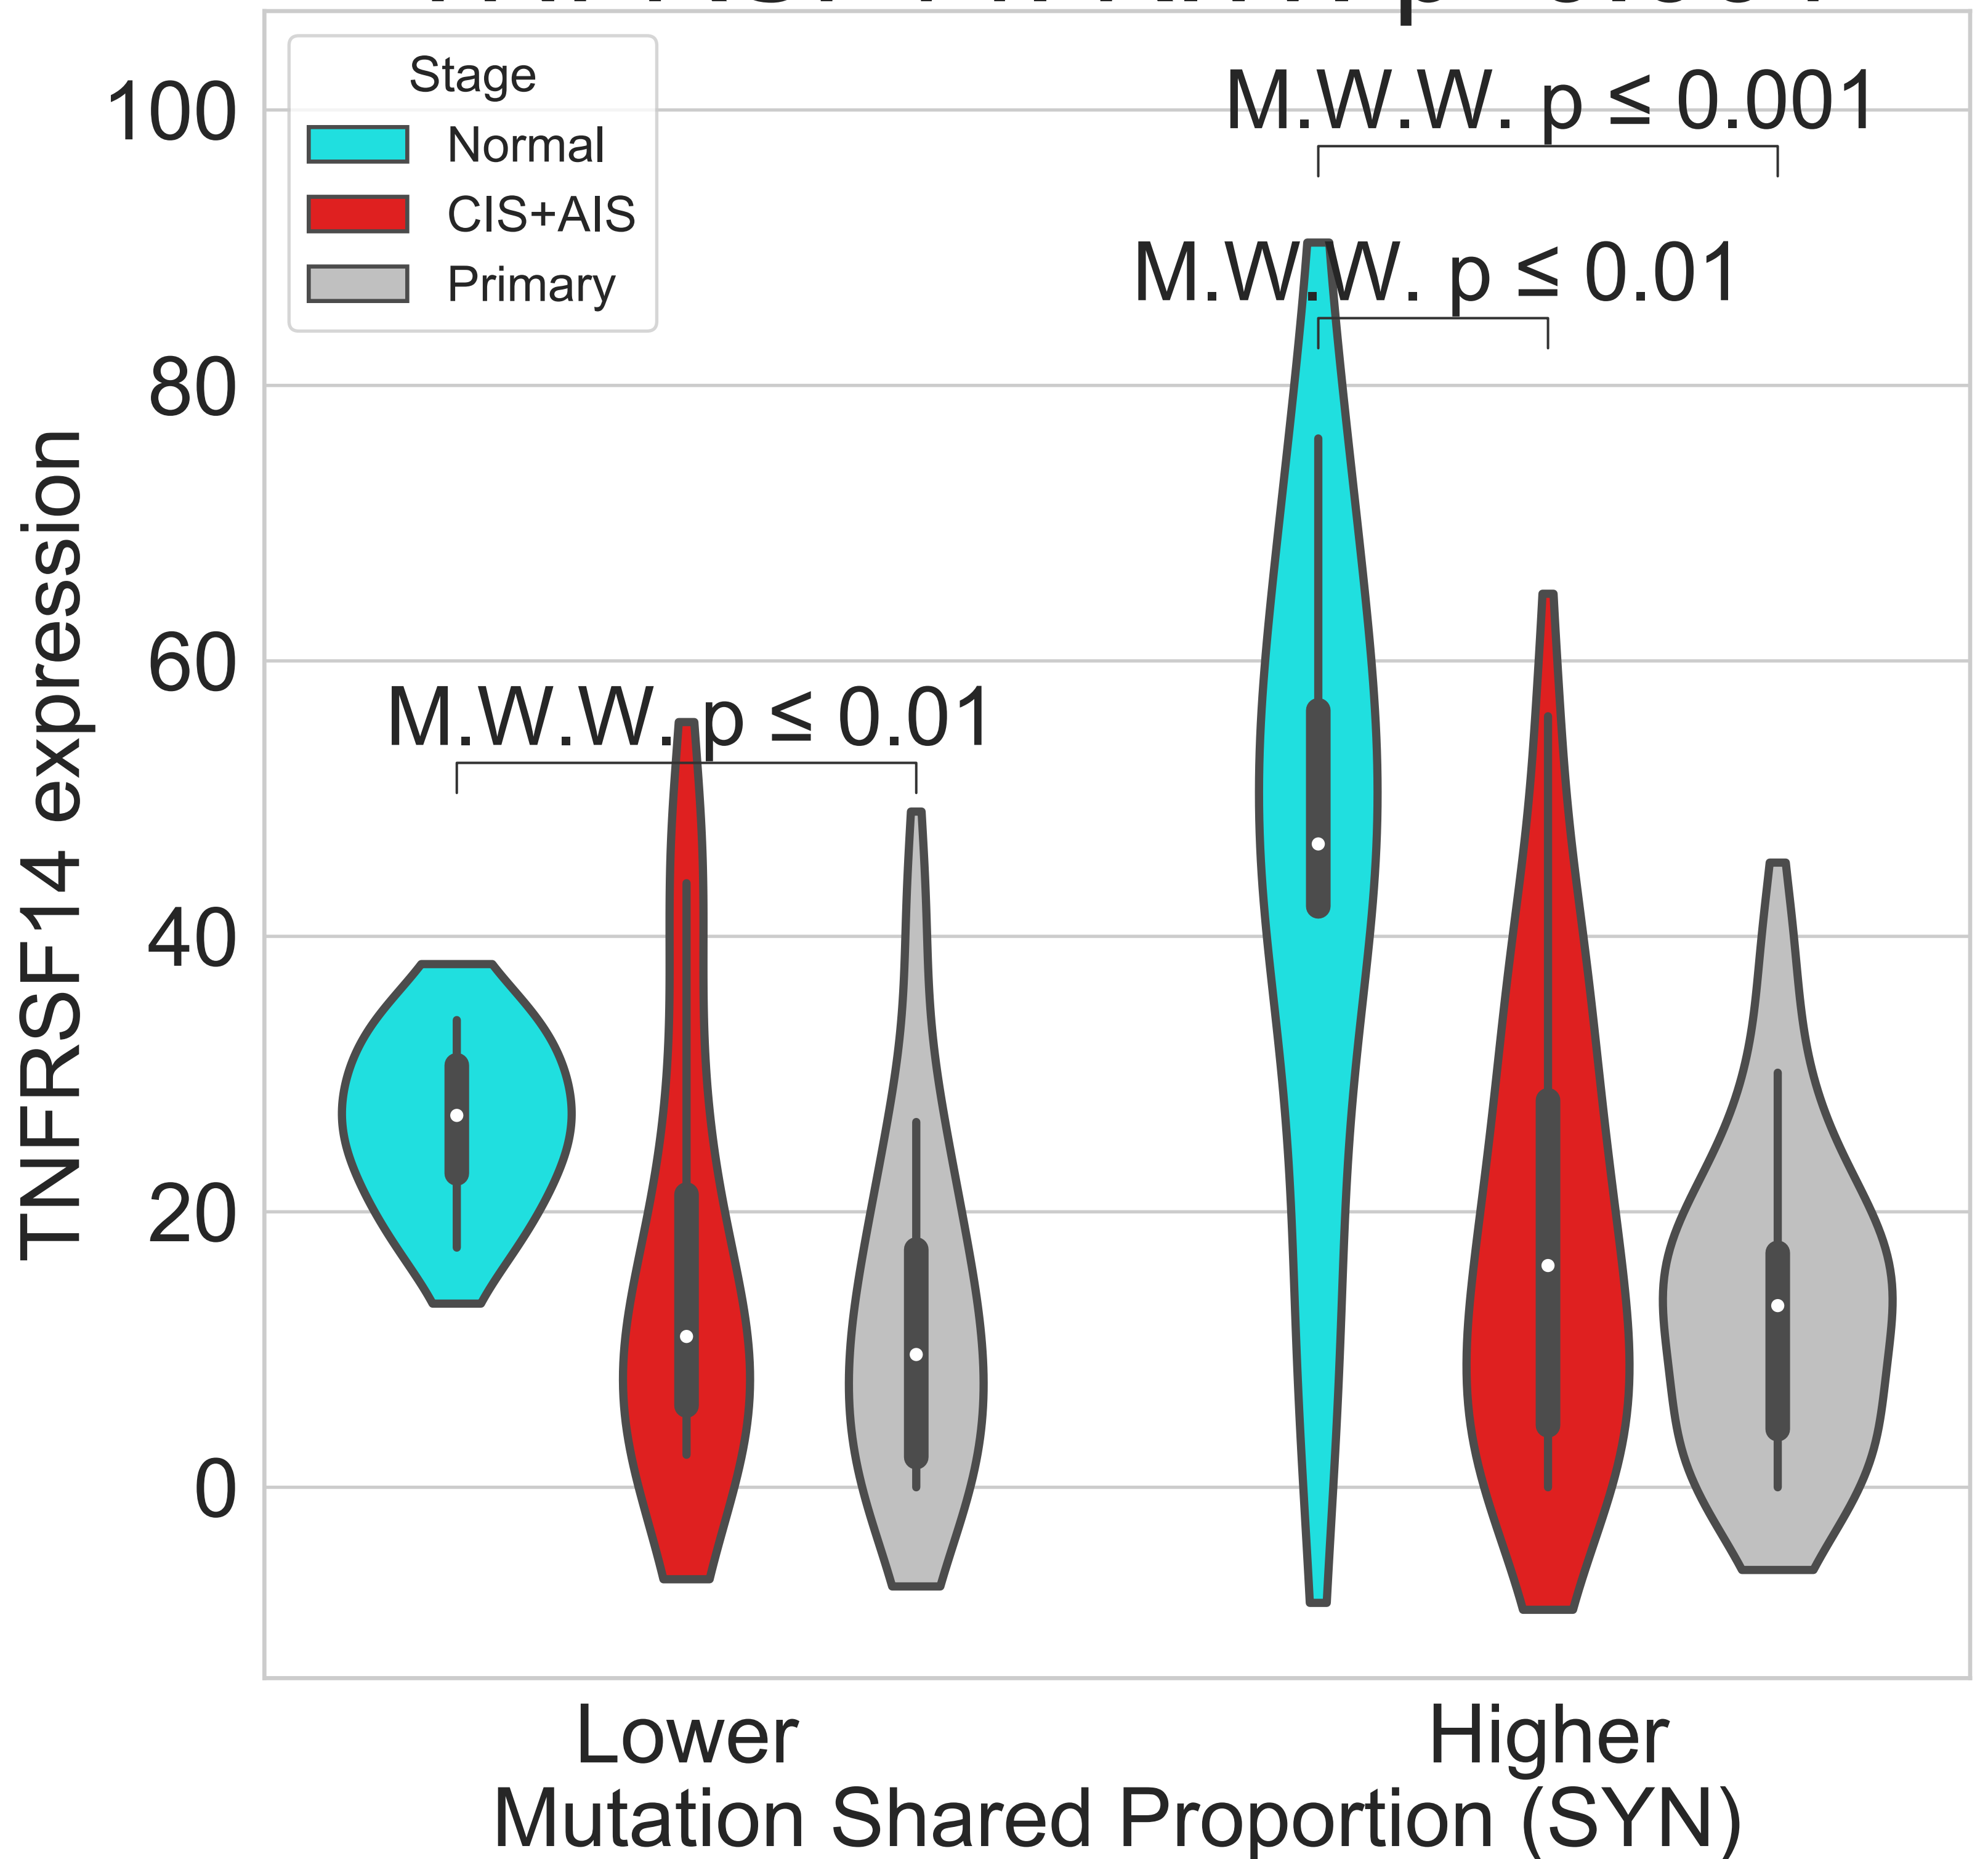 Stage
Normal
CIS+AIS
Primary
M.W.W. p ≤ 0.001
M.W.W. p ≤ 0.01
M.W.W. p ≤ 0.01
100
80
60
40
20
0
TNFRSF14 expression
Lower
Higher
Mutation Shared Proportion (SYN)